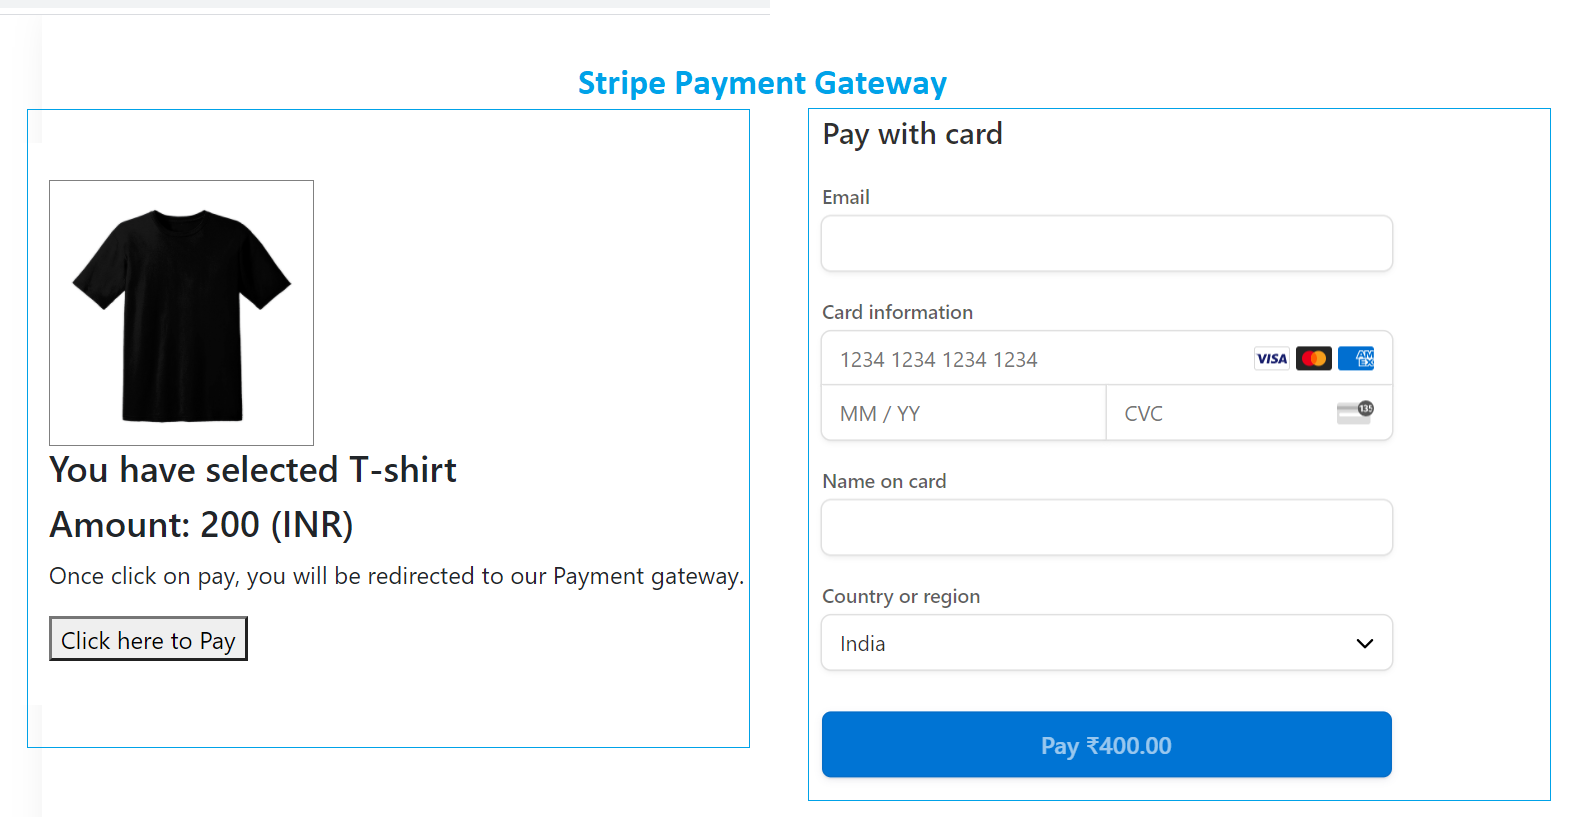 Stripe Payment Gateway
You have selected T-shirt
Amount: 200 (INR)
Once click on pay, you will be redirected to our Payment gateway.
Click here to Pay
Pay with card
Email
Card information
1234 1234 1234 1234 VISA AM EX
MM / YY CVC 135
Name on card
Country or region
India
Pay ₹400.00